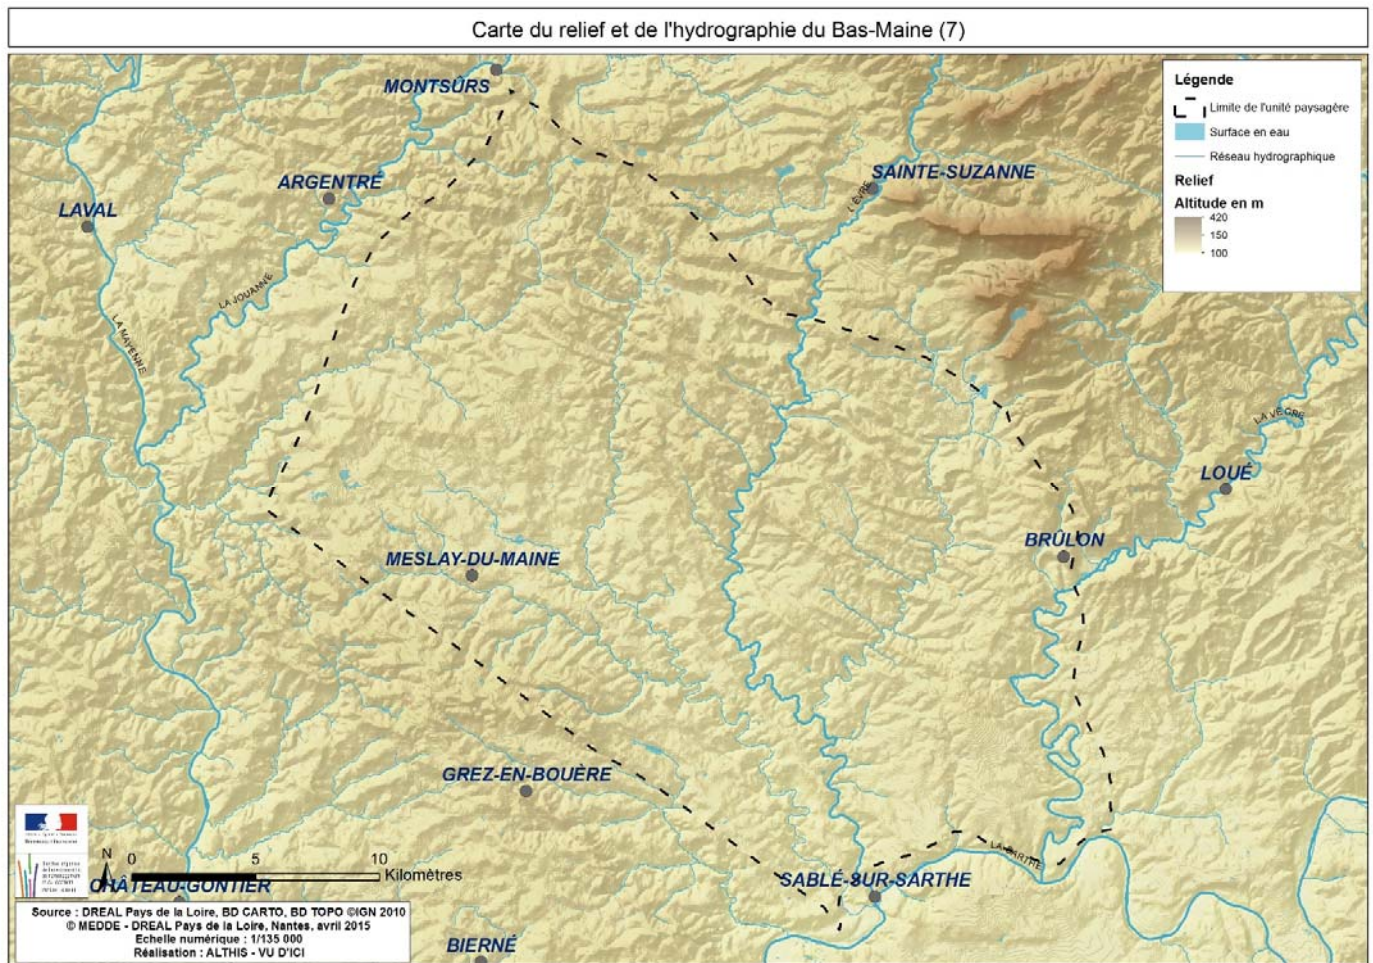 Carte du relief et de l'hydrographie du Bas-Maine (7)
MONTSÛRS
Légende
Limite de l'unité paysagère
Surface en eau
Réseau hydrographique
Relief
Altitude en m
420
150
100
SAINTE-SUZANNE
L'ÈVRE
ARGENTRÉ
LAVAL
LA JOUANNE
LA MAYENNE
LA VÈGRE
LOUÉ
BRÛLON
MESLAY-DU-MAINE
GREZ-EN-BOUÈRE
LA SARTHE
SABLÉ-SUR-SARTHE
N
0 5 10
Kilomètres
CHÂTEAU-GONTIER
BIERNÉ
Source : DREAL Pays de la Loire, BD CARTO, BD TOPO ©IGN 2010
© MEDDE - DREAL Pays de la Loire, Nantes, avril 2015
Echelle numérique : 1/135 000
Réalisation : ALTHIS - VU D'ICI